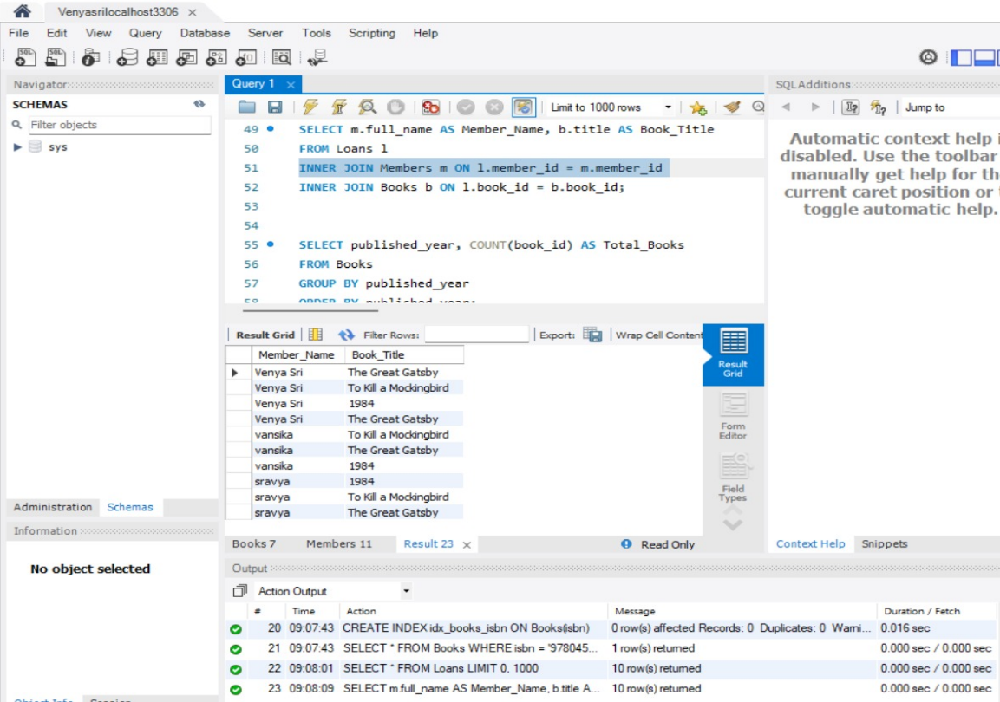 Venyasrilocalhost3306 ×
File Edit View Query Database Server Tools Scripting Help
Navigator
SCHEMAS
Filter objects
sys
Administration Schemas
Information
No object selected
Object Info Session
Query 1 ×
Limit to 1000 rows
49 SELECT m.full_name AS Member_Name, b.title AS Book_Title
50 FROM Loans l
51 INNER JOIN Members m ON l.member_id = m.member_id
52 INNER JOIN Books b ON l.book_id = b.book_id;
53
54
55 SELECT published_year, COUNT(book_id) AS Total_Books
56 FROM Books
57 GROUP BY published_year
58 ORDER BY published_year;
Result Grid Filter Rows: Export: Wrap Cell Content
Member_Name Book_Title
Venya Sri The Great Gatsby
Venya Sri To Kill a Mockingbird
Venya Sri 1984
Venya Sri The Great Gatsby
vansika To Kill a Mockingbird
vansika The Great Gatsby
vansika 1984
sravya 1984
sravya To Kill a Mockingbird
sravya The Great Gatsby
Result
Grid
Form
Editor
Field
Types
Books 7 Members 11 Result 23 × Read Only
SQLAdditions
Jump to
Automatic context help i
disabled. Use the toolbar
manually get help for the
current caret position or t
toggle automatic help.
Context Help Snippets
Output
Action Output
# Time Action Message Duration / Fetch
20 09:07:43 CREATE INDEX idx_books_isbn ON Books(isbn) 0 row(s) affected Records: 0 Duplicates: 0 Warni... 0.016 sec
21 09:07:43 SELECT * FROM Books WHERE isbn = '978045... 1 row(s) returned 0.000 sec / 0.000 sec
22 09:08:01 SELECT * FROM Loans LIMIT 0, 1000 10 row(s) returned 0.000 sec / 0.000 sec
23 09:08:09 SELECT m.full_name AS Member_Name, b.title A... 10 row(s) returned 0.000 sec / 0.000 sec